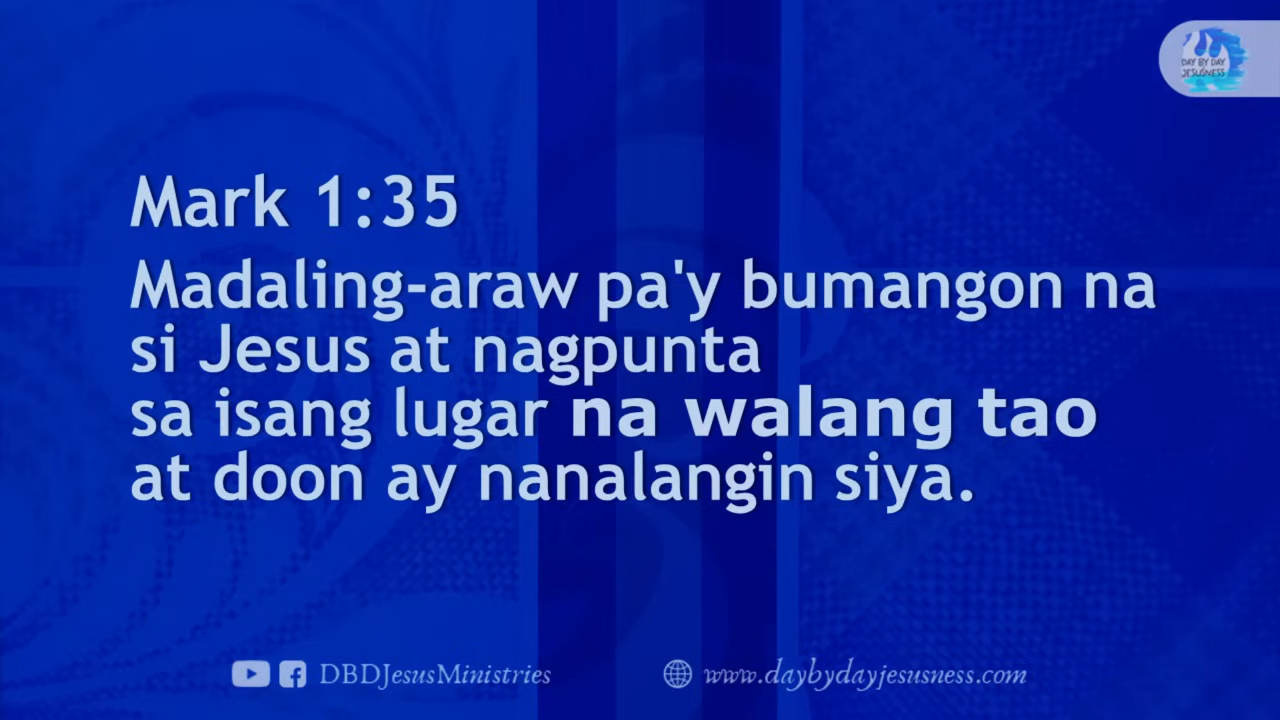 DAY BY DAY
JESUSNESS
Mark 1:35
Madaling-araw pa'y bumangon na
si Jesus at nagpunta
sa isang lugar na walang tao
at doon ay nanalangin siya.
DBDJesusMinistries
www.daybydayjesusness.com